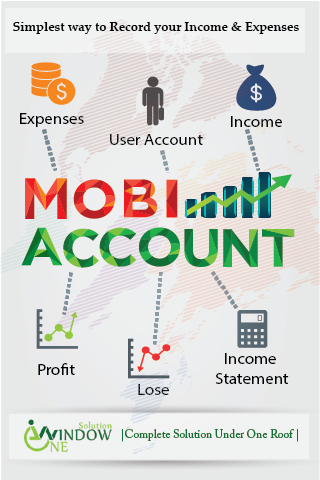 Simplest way to Record your Income & Expenses
$
$
Expenses
User Account
Income
MOBI
ACCOUNT
Profit
Lose
Income
Statement
Solution
WINDOW
ONE
|Complete Solution Under One Roof|